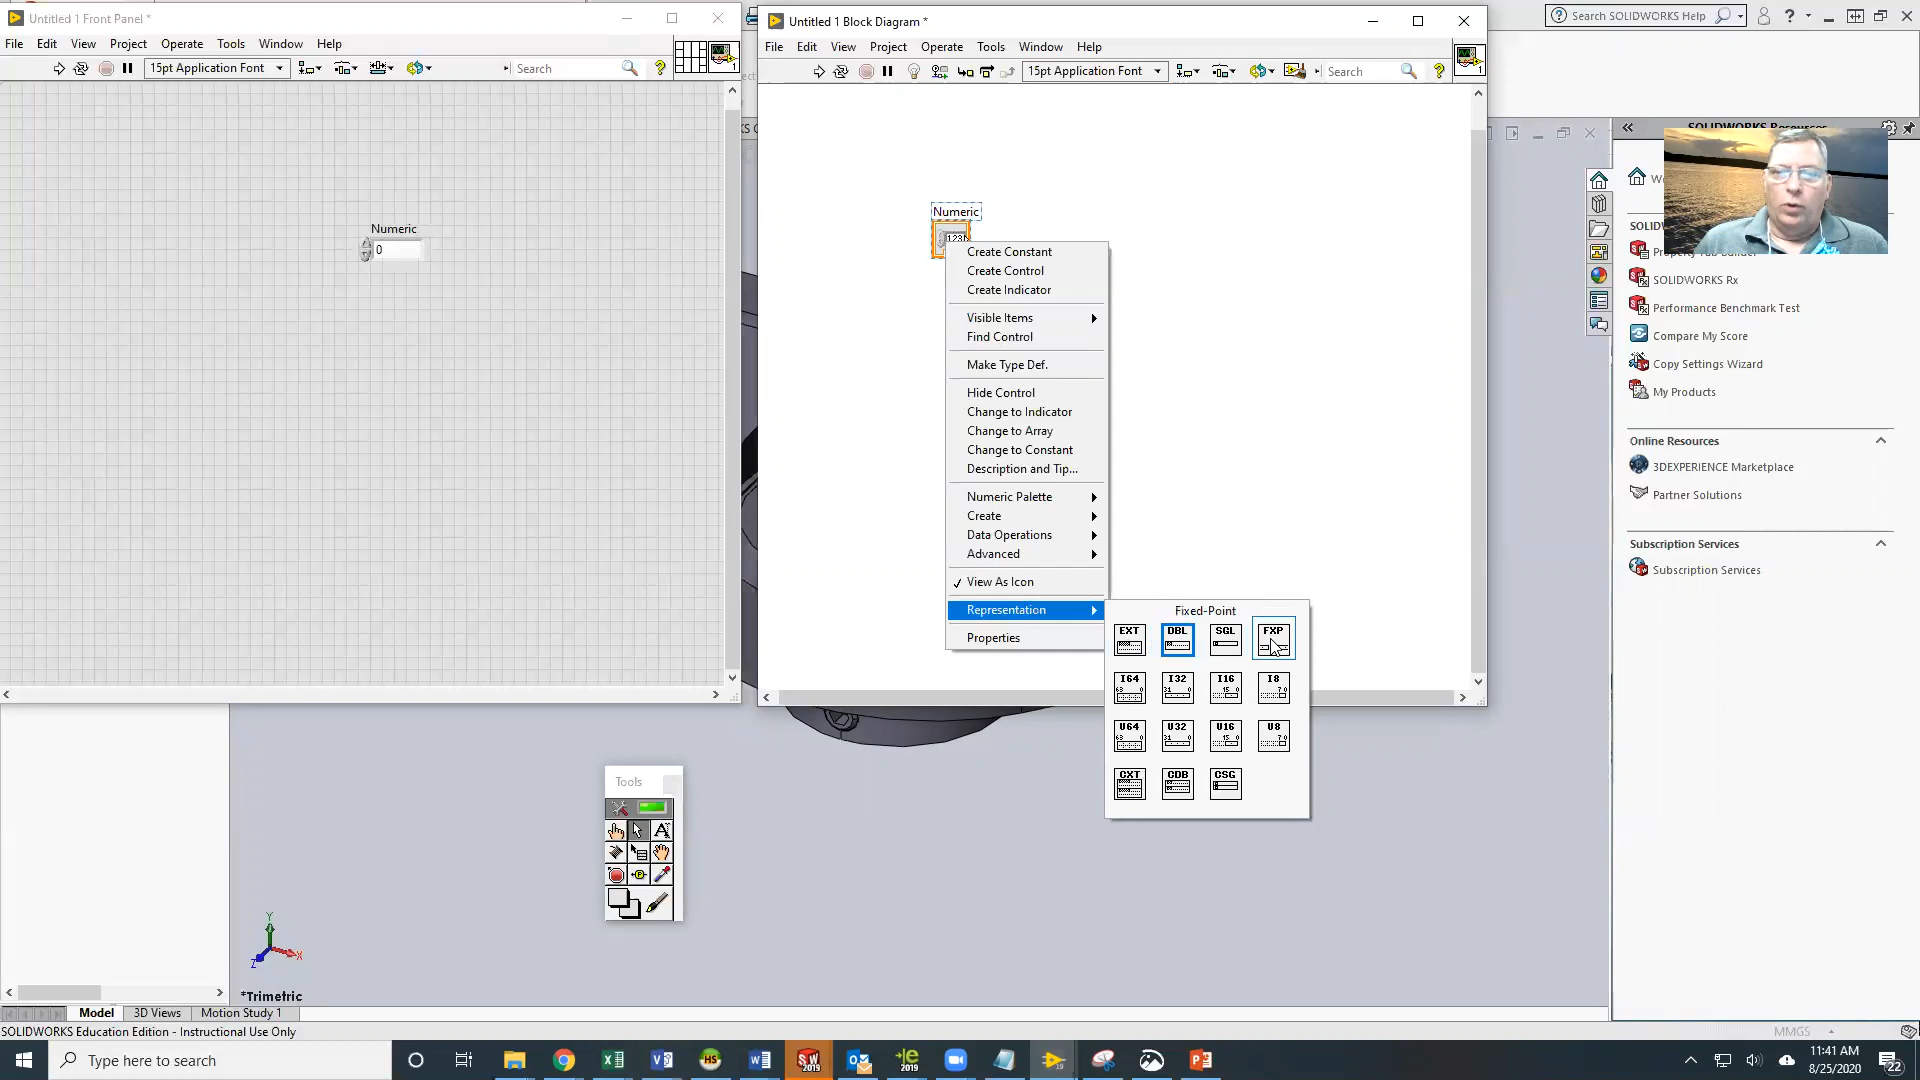 Untitled 1 Front Panel *
File Edit View Project Operate Tools Window Help
15pt Application Font
Search
Numeric
0
Untitled 1 Block Diagram *
File Edit View Project Operate Tools Window Help
15pt Application Font
Search
Numeric
123
Create Constant
Create Control
Create Indicator
Visible Items
Find Control
Make Type Def.
Hide Control
Change to Indicator
Change to Array
Change to Constant
Description and Tip...
Numeric Palette
Create
Data Operations
Advanced
View As Icon
Representation
Properties
Fixed-Point
EXT DBL SGL FXP
I64 I32 I16 I8
U64 U32 U16 U8
CXT CDB CSG
Tools
Search SOLIDWORKS Help
SOLIDWORKS Resources
SOLIDWORKS Rx
Performance Benchmark Test
Compare My Score
Copy Settings Wizard
My Products
Online Resources
3DEXPERIENCE Marketplace
Partner Solutions
Subscription Services
Subscription Services
Y
X
Z
*Trimetric
Model 3D Views Motion Study 1
SOLIDWORKS Education Edition - Instructional Use Only
MMGS
Type here to search
11:41 AM
8/25/2020
22